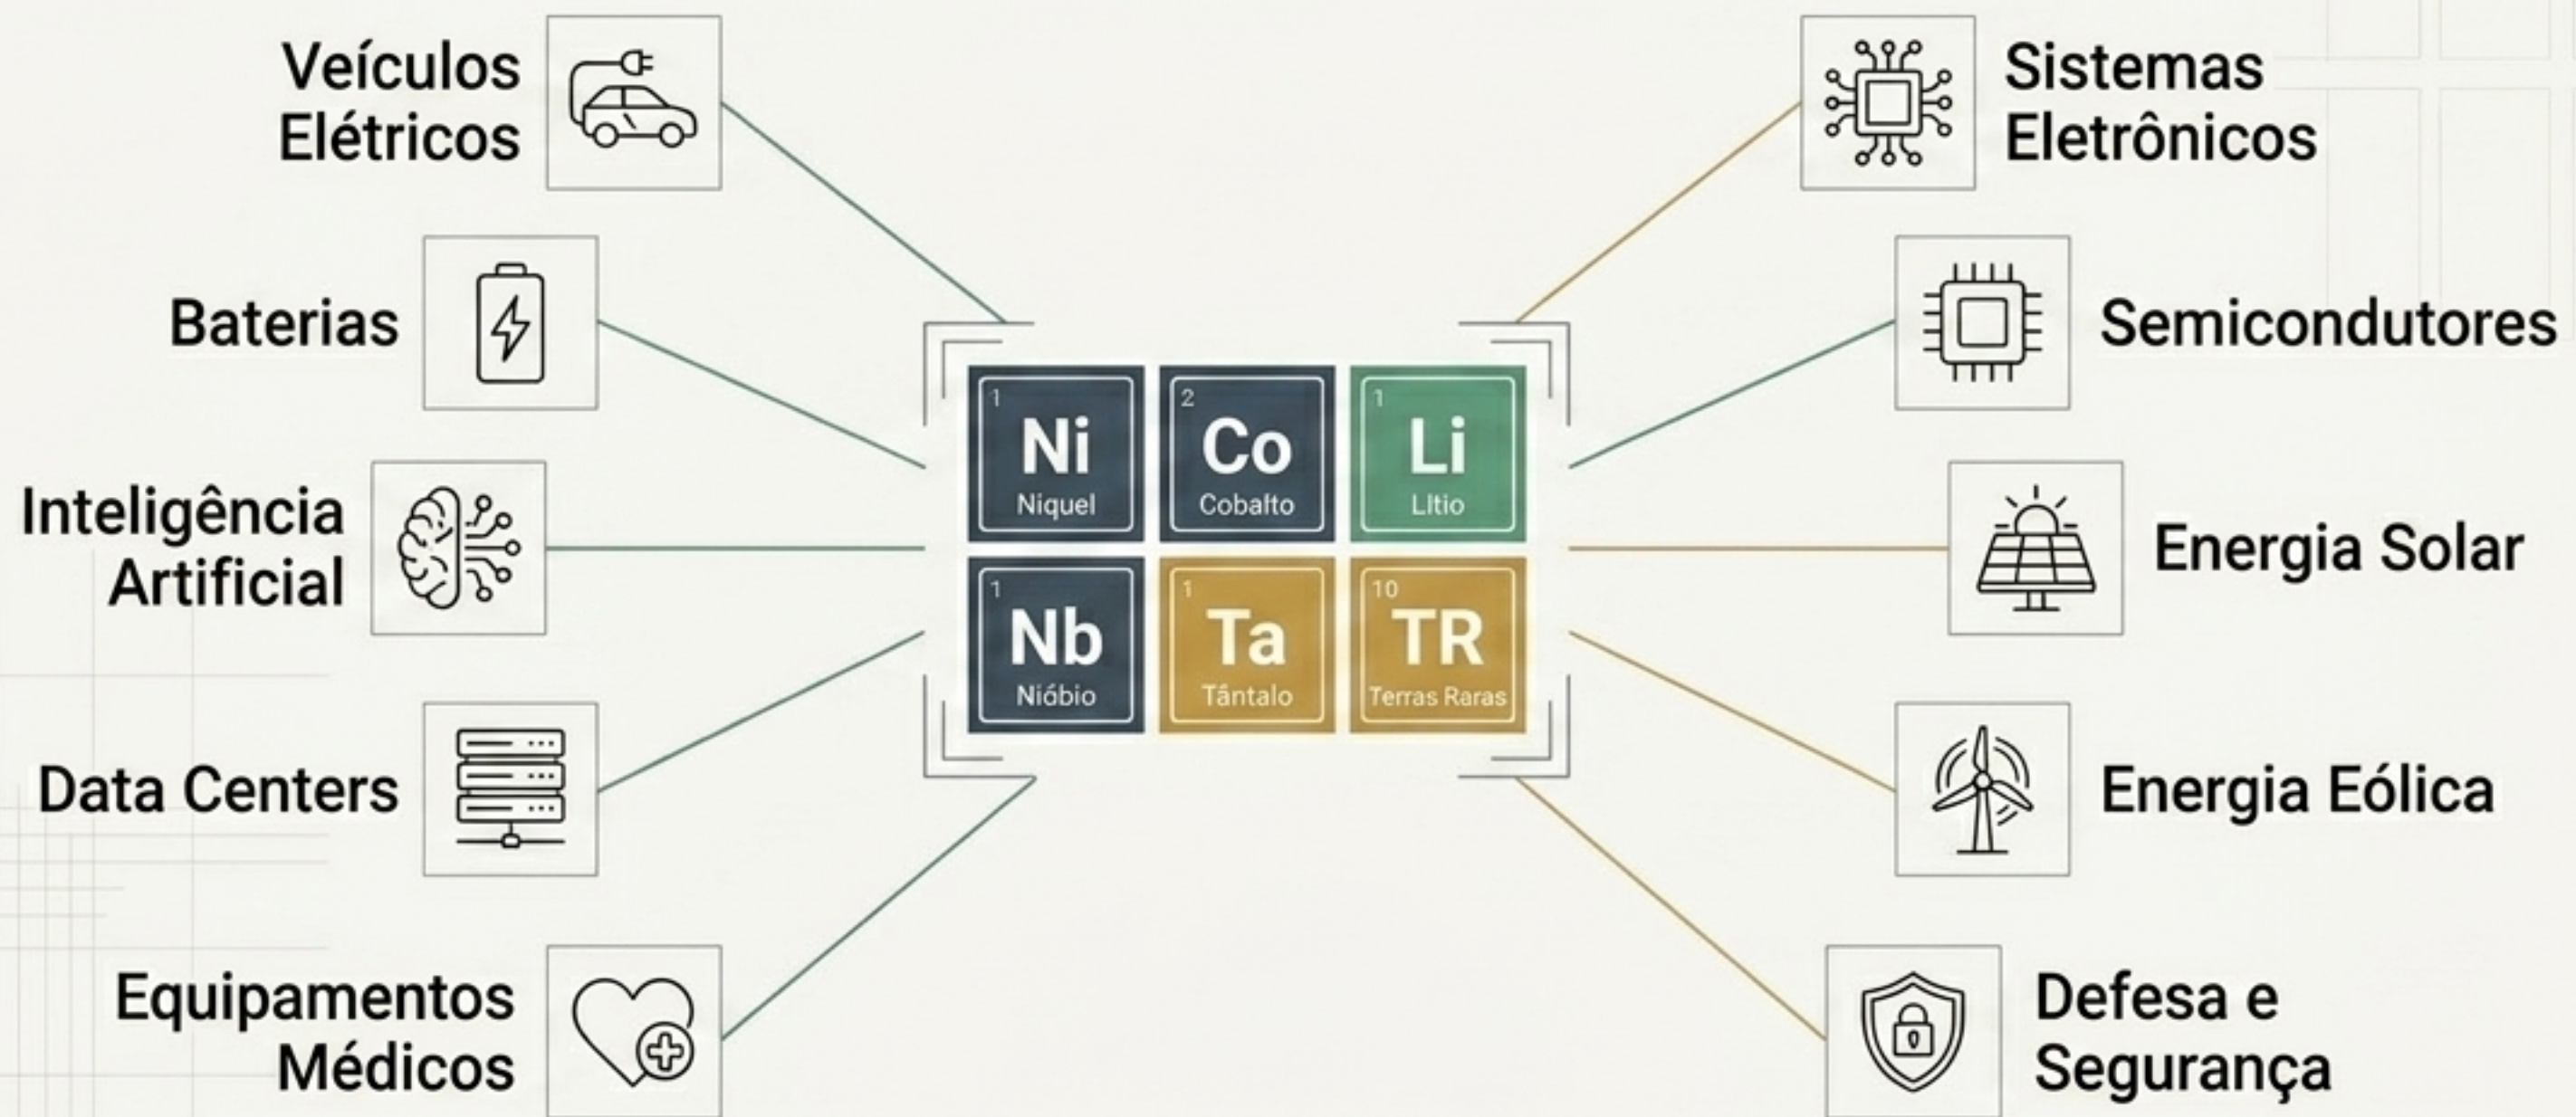 Veículos
Elétricos
Baterias
Inteligência
Artificial
Data Centers
Equipamentos
Médicos
1
Ni
Niquel
2
Co
Cobalto
1
Li
LItio
1
Nb
Nióbio
1
Ta
Tântalo
10
TR
Terras Raras
Sistemas
Eletrônicos
Semicondutores
Energia Solar
Energia Eólica
Defesa e
Segurança